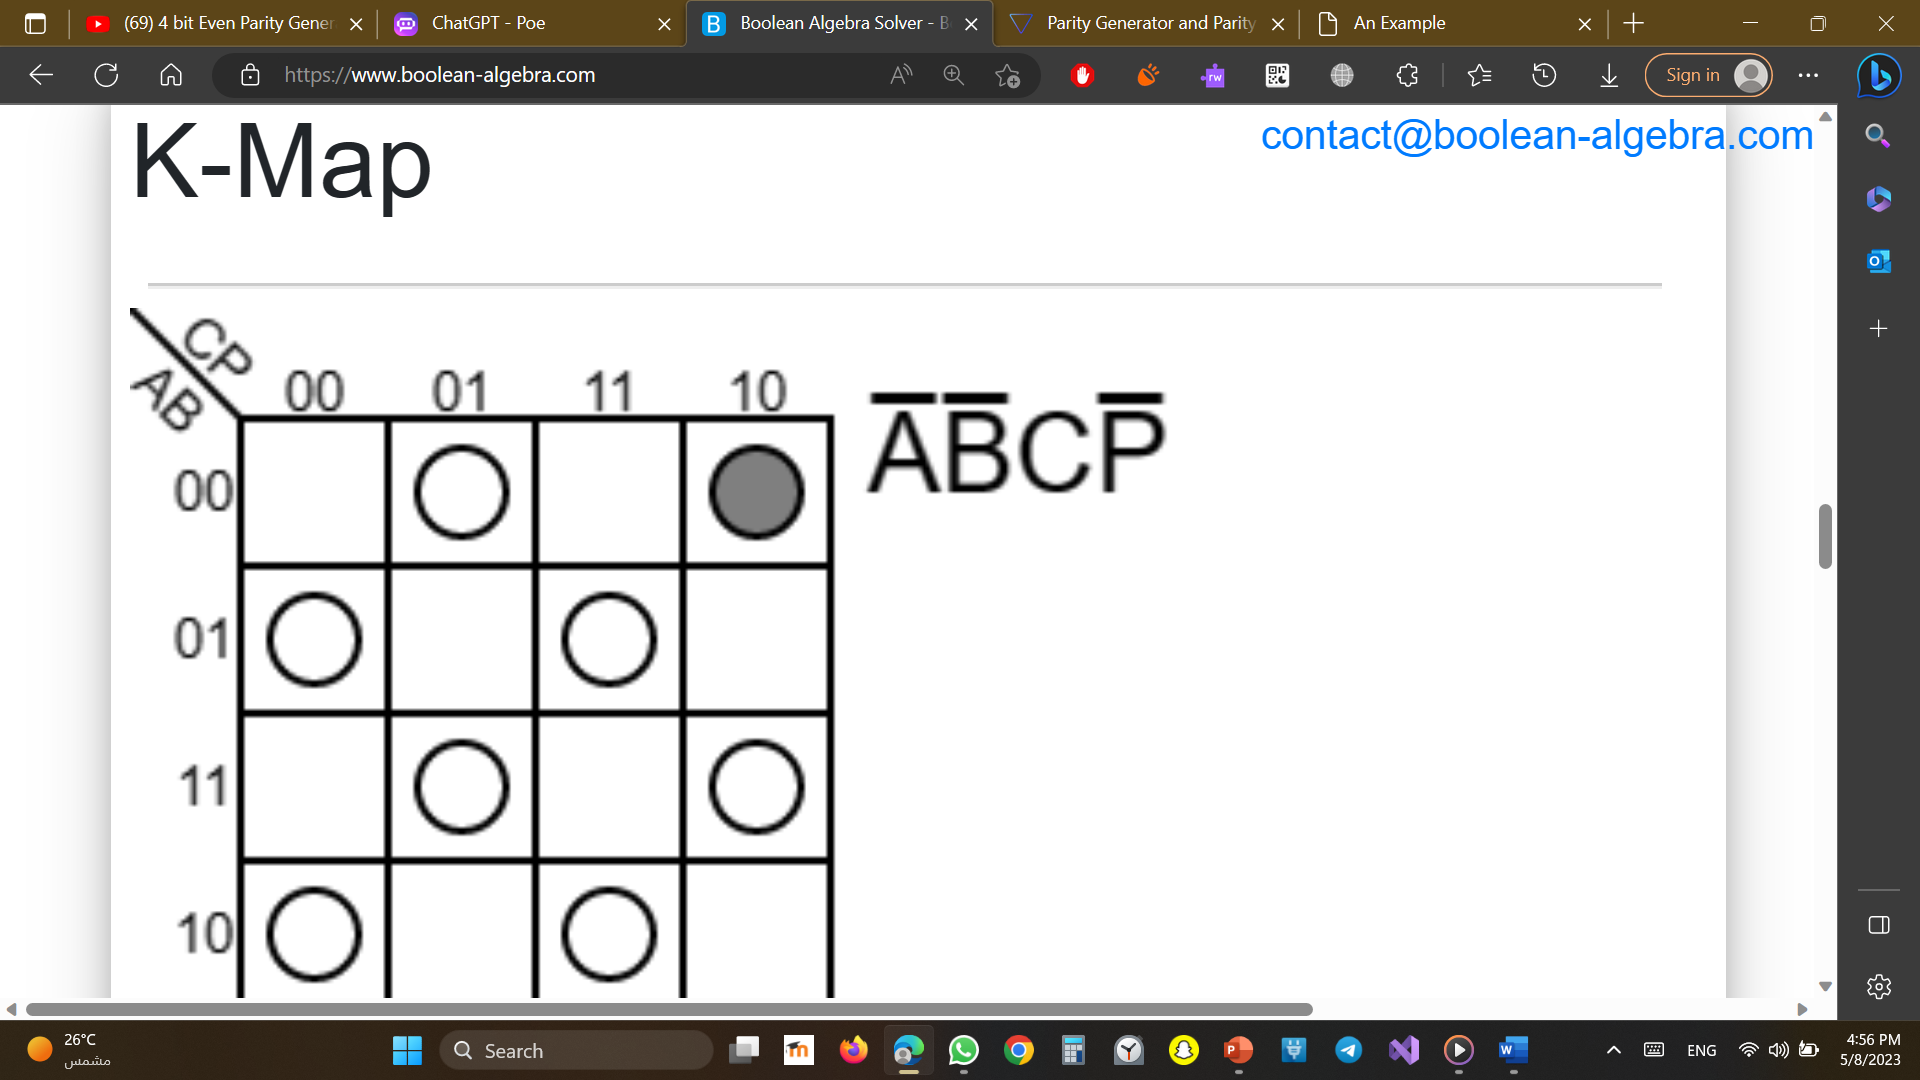 (69) 4 bit Even Parity Gener
ChatGPT - Poe
Boolean Algebra Solver - B
Parity Generator and Parity
An Example
https://www.boolean-algebra.com
Sign in
K-Map
contact@boolean-algebra.com
CP
AB
00 01 11 10
A̅B̅CP̅
00
01
11
10
26°C
مشمس
Search
ENG
4:56 PM
5/8/2023